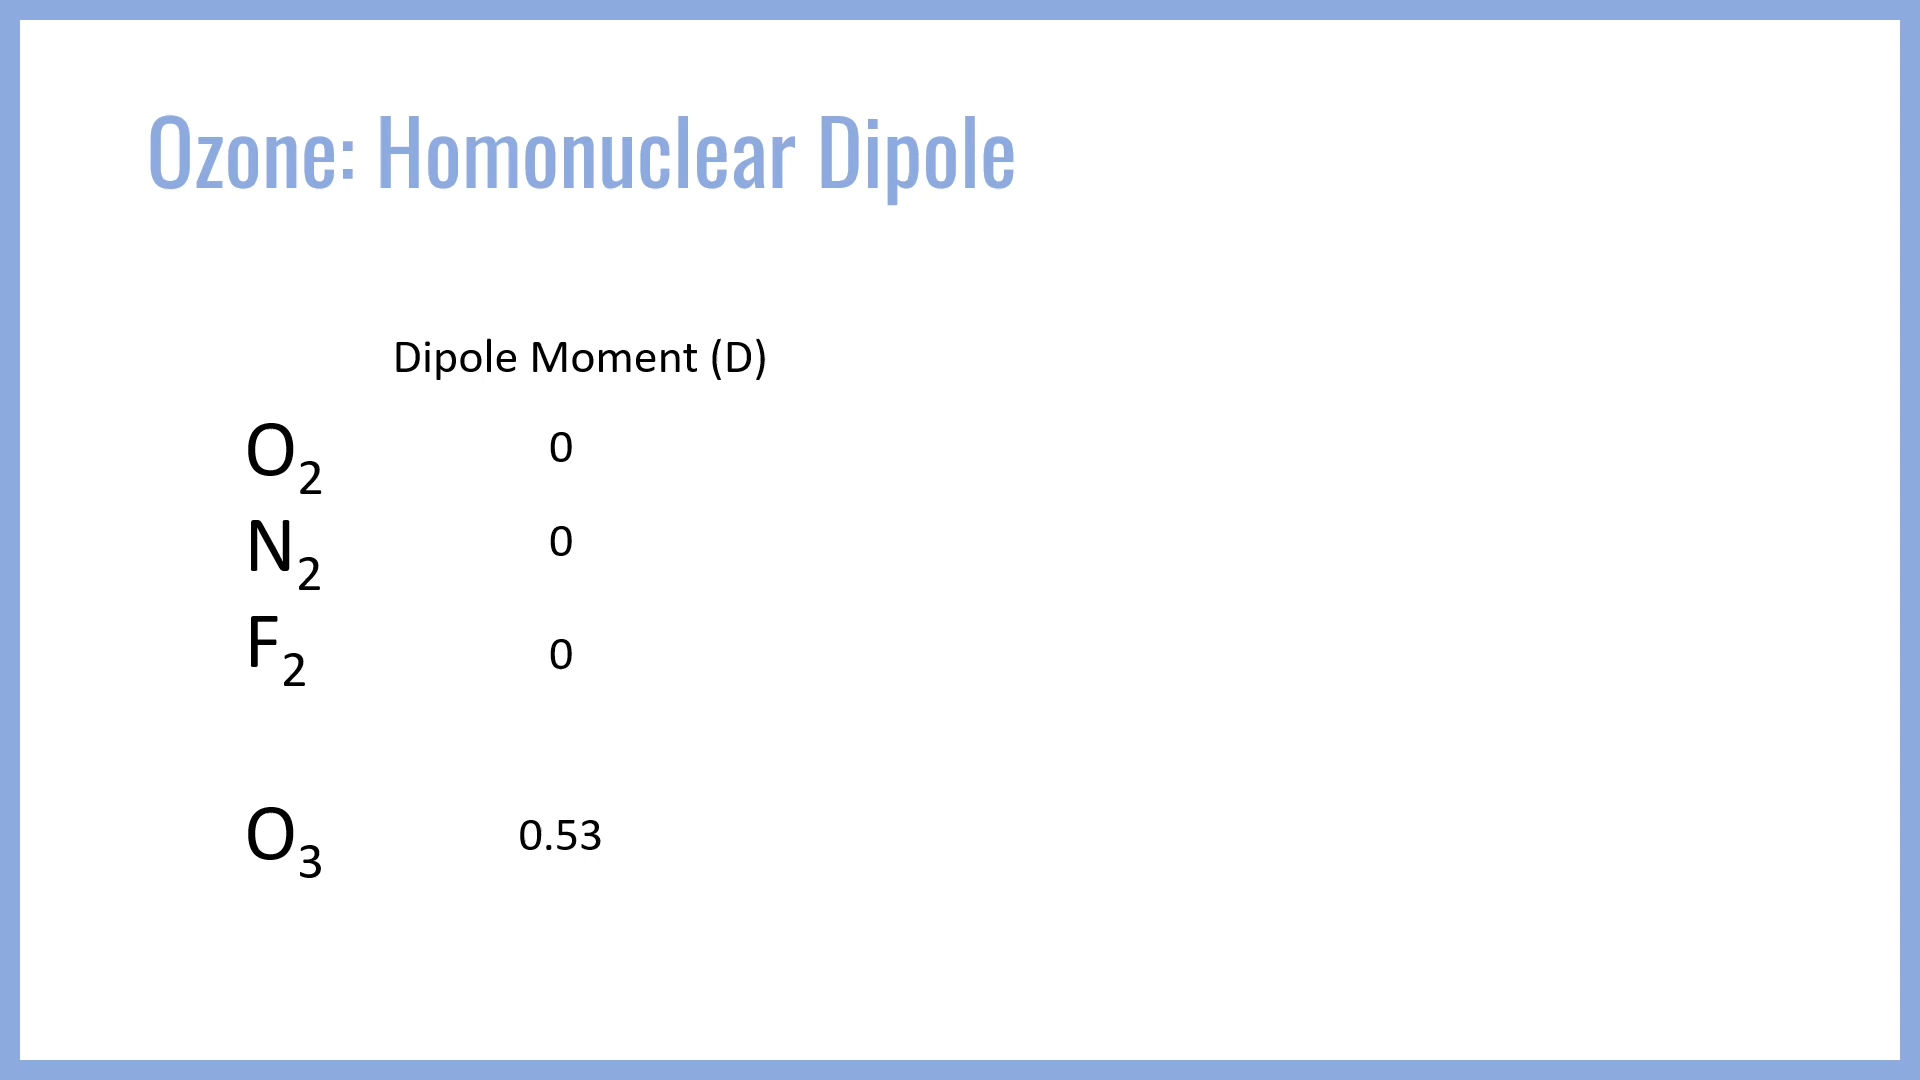 Ozone: Homonuclear Dipole
Dipole Moment (D)
O₂ 0
N₂ 0
F₂ 0
O₃ 0.53